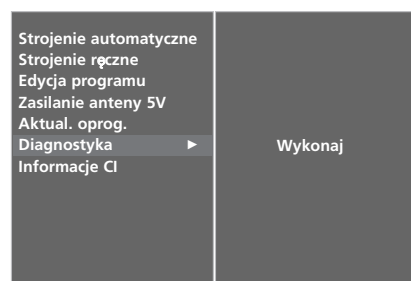 Strojenie automatyczne
Strojenie ręczne
Edycja programu
Zasilanie anteny 5V
Aktual. oprog.
Diagnostyka ►
Wykonaj
Informacje CI